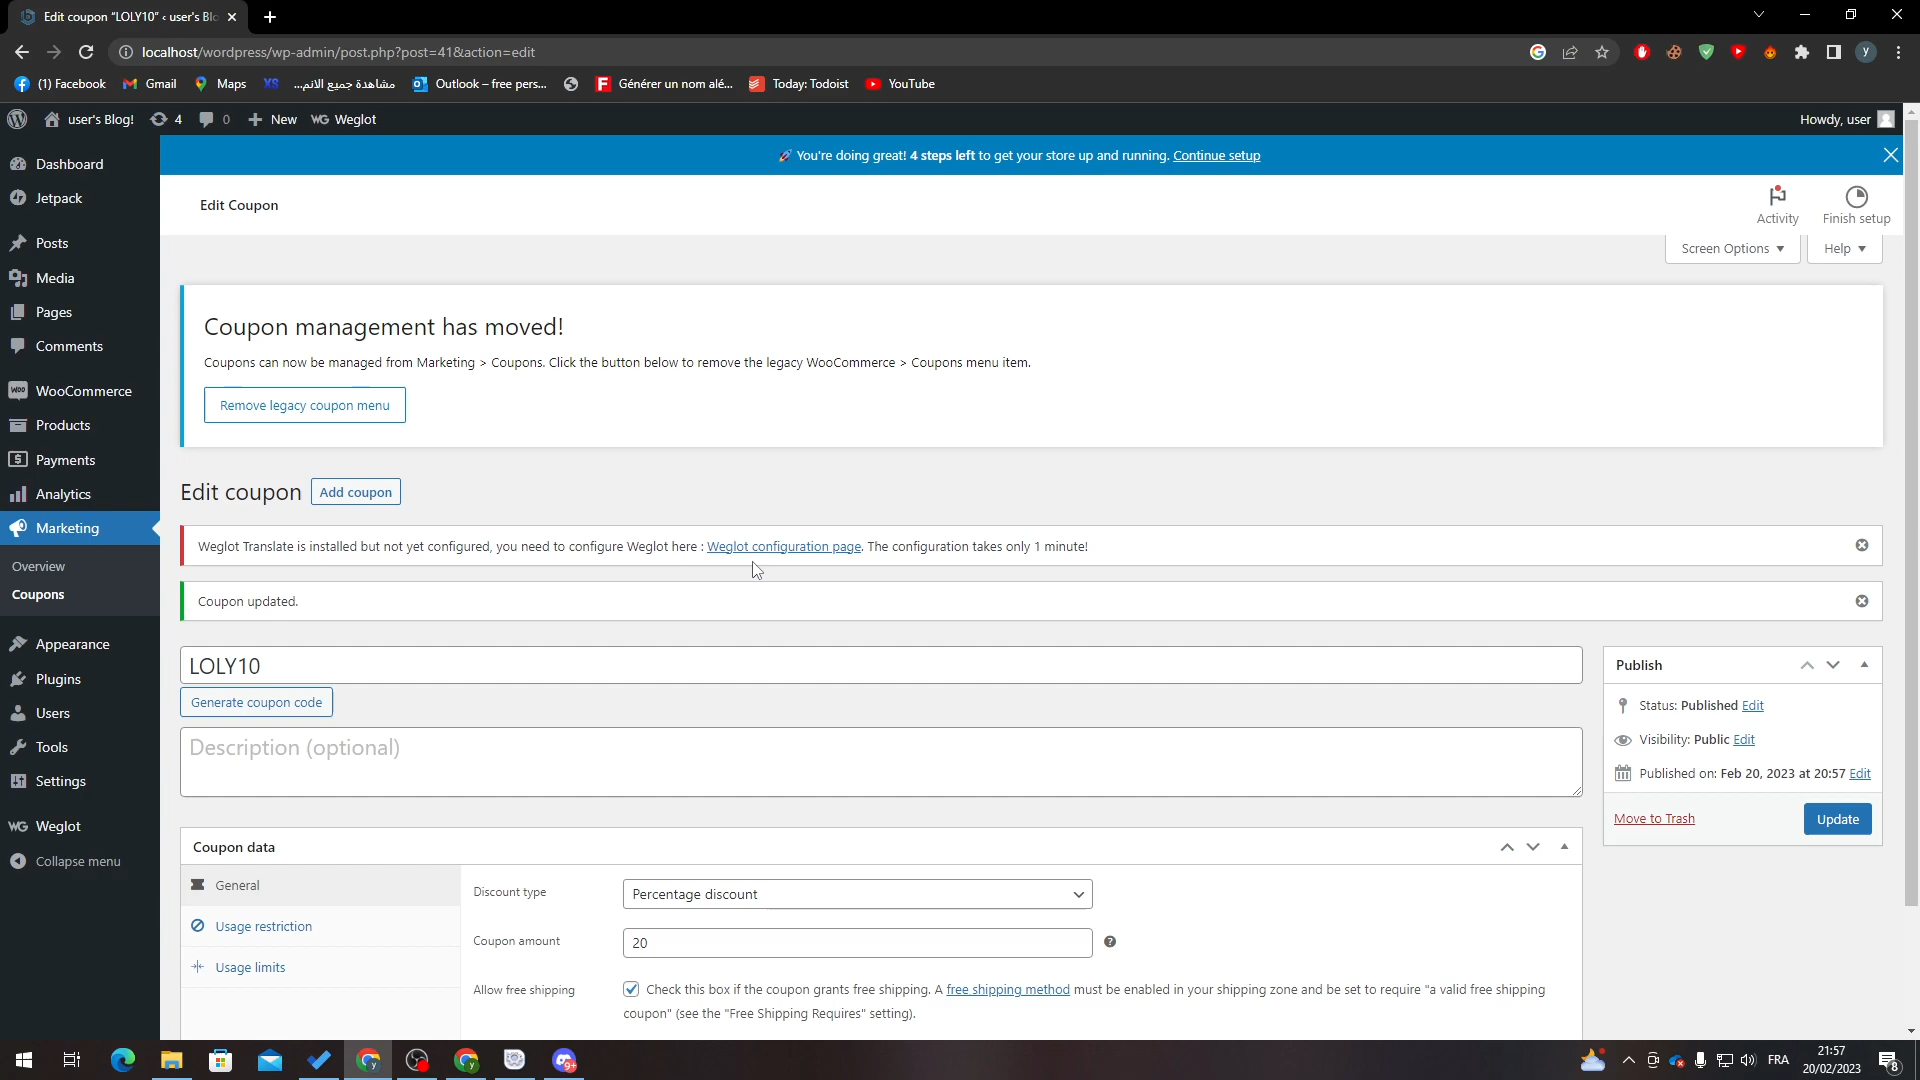 Edit coupon "LOLY10" ‹ user's Blo
localhost/wordpress/wp-admin/post.php?post=41&action=edit
y
(1) Facebook
Gmail
Maps
XS
مشاهدة جميع الانم...
Outlook – free pers...
Générer un nom alé...
Today: Todoist
YouTube
user's Blog!
4
0
New
WG Weglot
Howdy, user
🚀 You're doing great! 4 steps left to get your store up and running. Continue setup
Dashboard
Jetpack
Posts
Media
Pages
Comments
WooCommerce
Products
Payments
Analytics
Marketing
Overview
Coupons
Appearance
Plugins
Users
Tools
Settings
WG Weglot
Collapse menu
Edit Coupon
Activity
Finish setup
Screen Options
Help
Coupon management has moved!
Coupons can now be managed from Marketing > Coupons. Click the button below to remove the legacy WooCommerce > Coupons menu item.
Remove legacy coupon menu
Edit coupon
Add coupon
Weglot Translate is installed but not yet configured, you need to configure Weglot here : Weglot configuration page. The configuration takes only 1 minute!
Coupon updated.
LOLY10
Generate coupon code
Description (optional)
Publish
Status: Published Edit
Visibility: Public Edit
Published on: Feb 20, 2023 at 20:57 Edit
Move to Trash
Update
Coupon data
General
Usage restriction
Usage limits
Discount type
Percentage discount
Coupon amount
20
Allow free shipping
Check this box if the coupon grants free shipping. A free shipping method must be enabled in your shipping zone and be set to require "a valid free shipping
coupon" (see the "Free Shipping Requires" setting).
FRA
21:57
20/02/2023
8